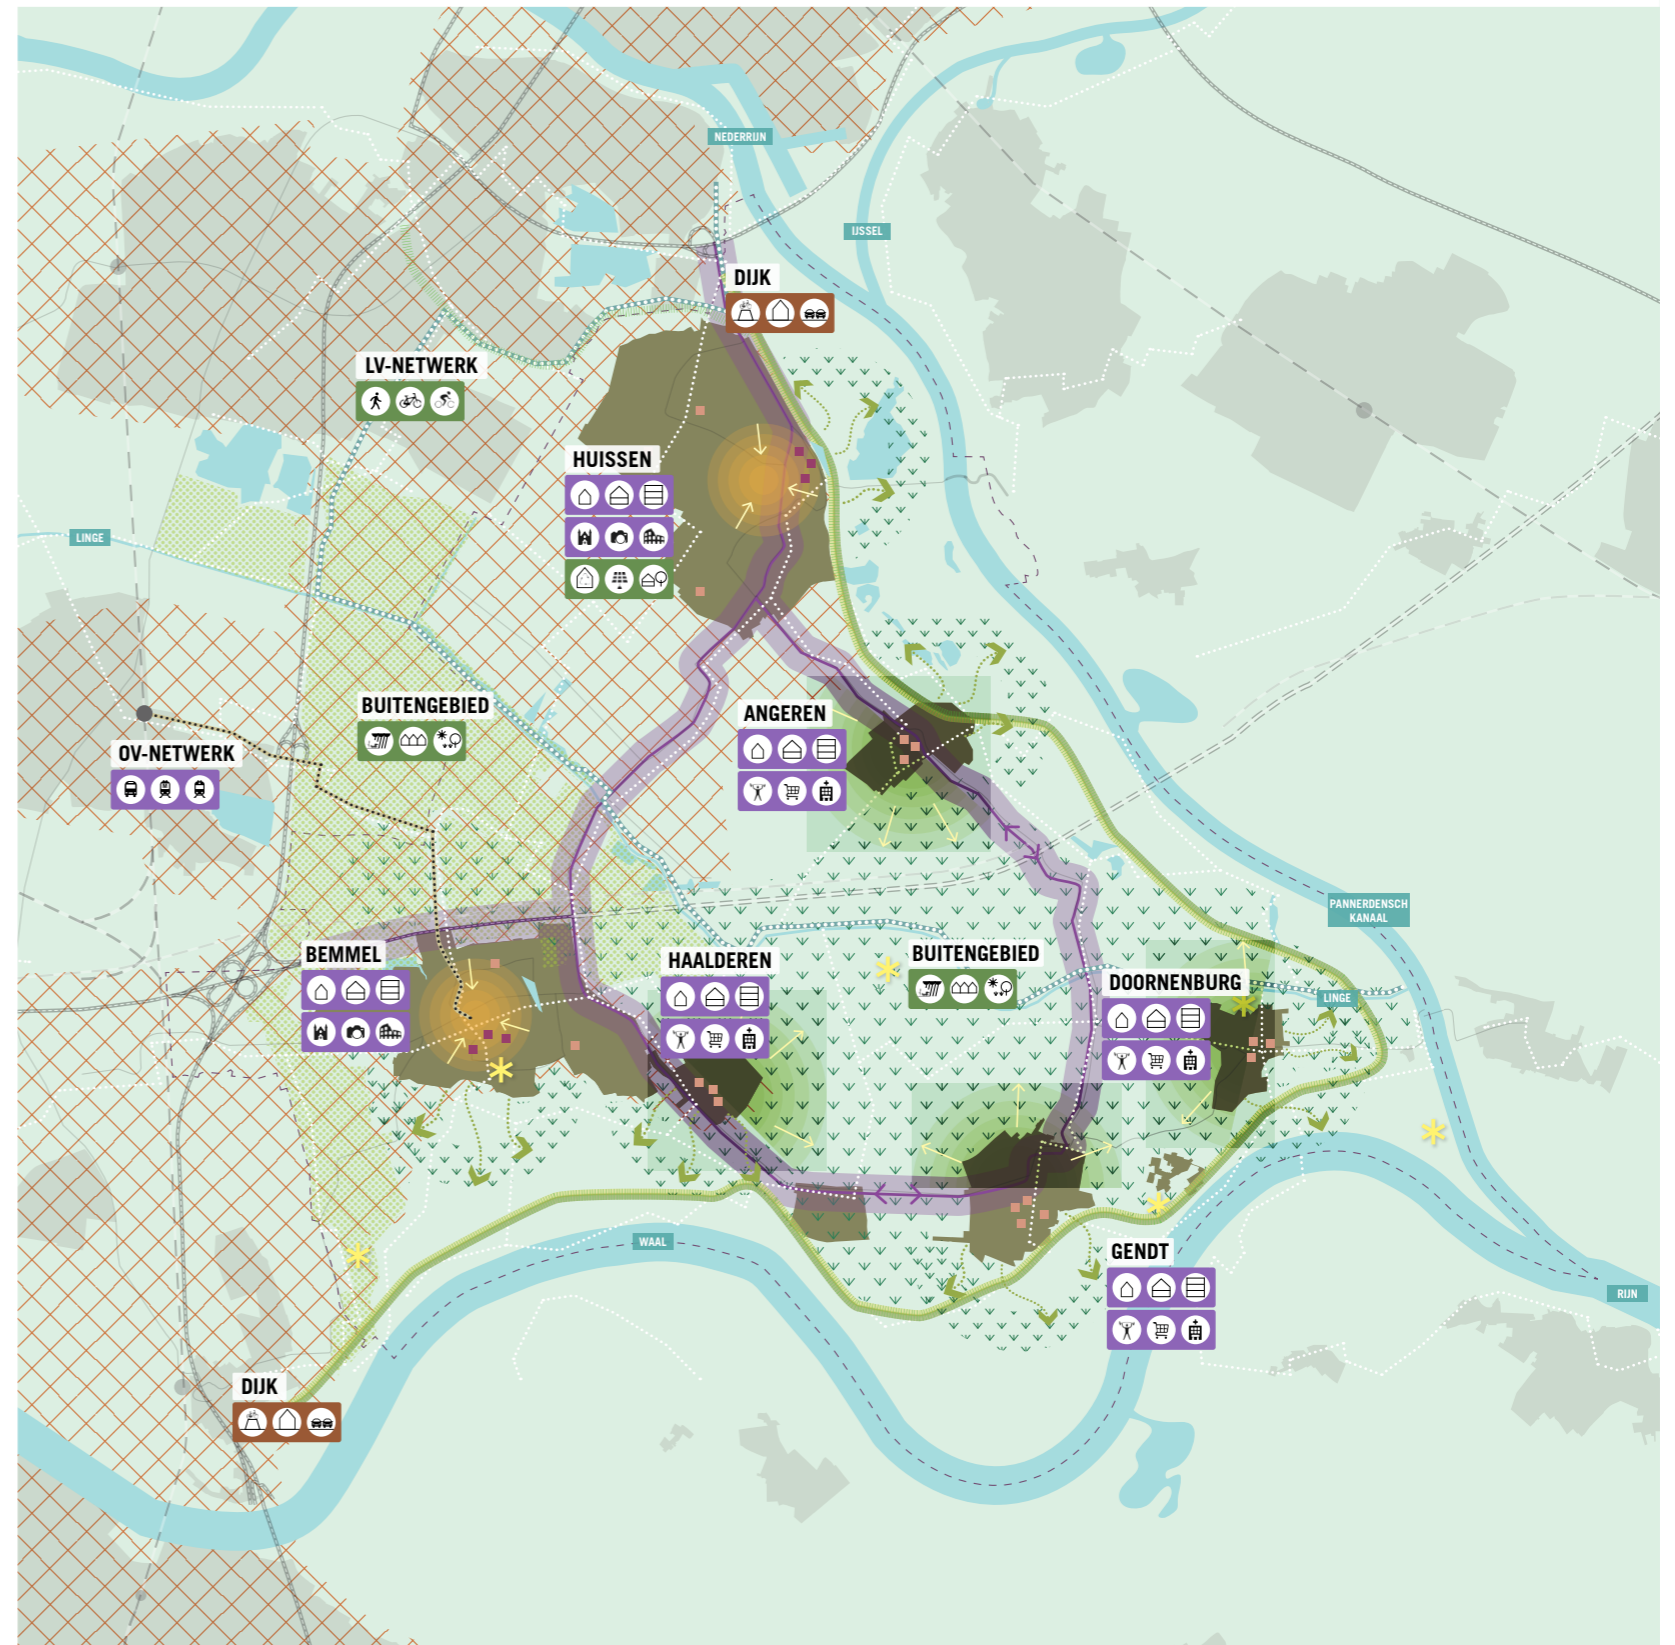 NEDERRIJN
IJSSEL
DIJK
LV-NETWERK
HUISSEN
LINGE
BUITENGEBIED
ANGEREN
OV-NETWERK
PANNERDENSCH
KANAAL
BEMMEL
HAALDEREN
BUITENGEBIED
DOORNENBURG
LINGE
WAAL
GENDT
RIJN
DIJK